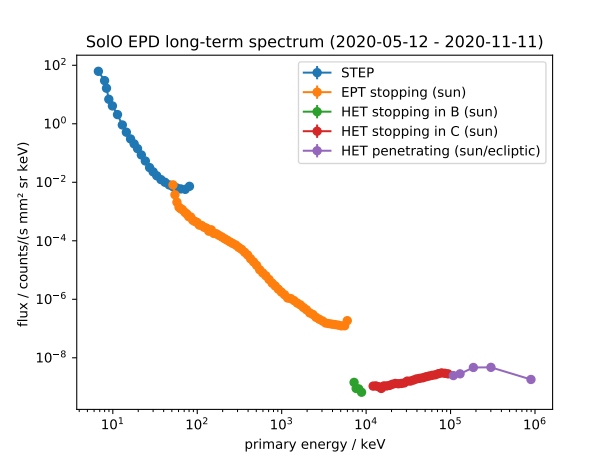 SolO EPD long-term spectrum (2020-05-12 - 2020-11-11)
STEP
EPT stopping (sun)
HET stopping in B (sun)
HET stopping in C (sun)
HET penetrating (sun/ecliptic)
flux / counts/(s mm² sr keV)
10²
10⁰
10⁻²
10⁻⁴
10⁻⁶
10⁻⁸
10¹ 10² 10³ 10⁴ 10⁵ 10⁶
primary energy / keV